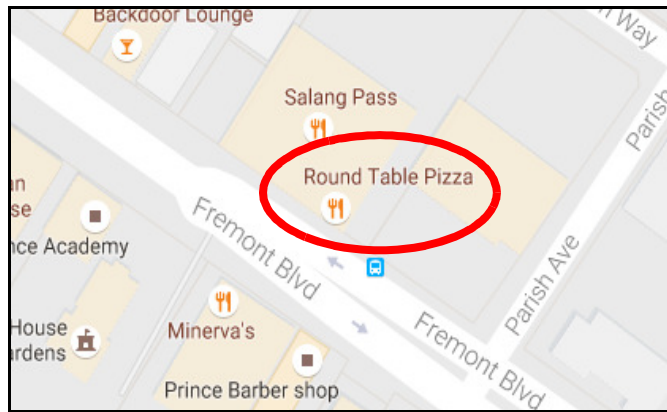 Backdoor Lounge
Way
Salang Pass
Parish
Round Table Pizza
an
se
nce Academy
Fremont Blvd
Parish Ave
House
rdens
Minerva's
Fremont Blvd
Prince Barber shop